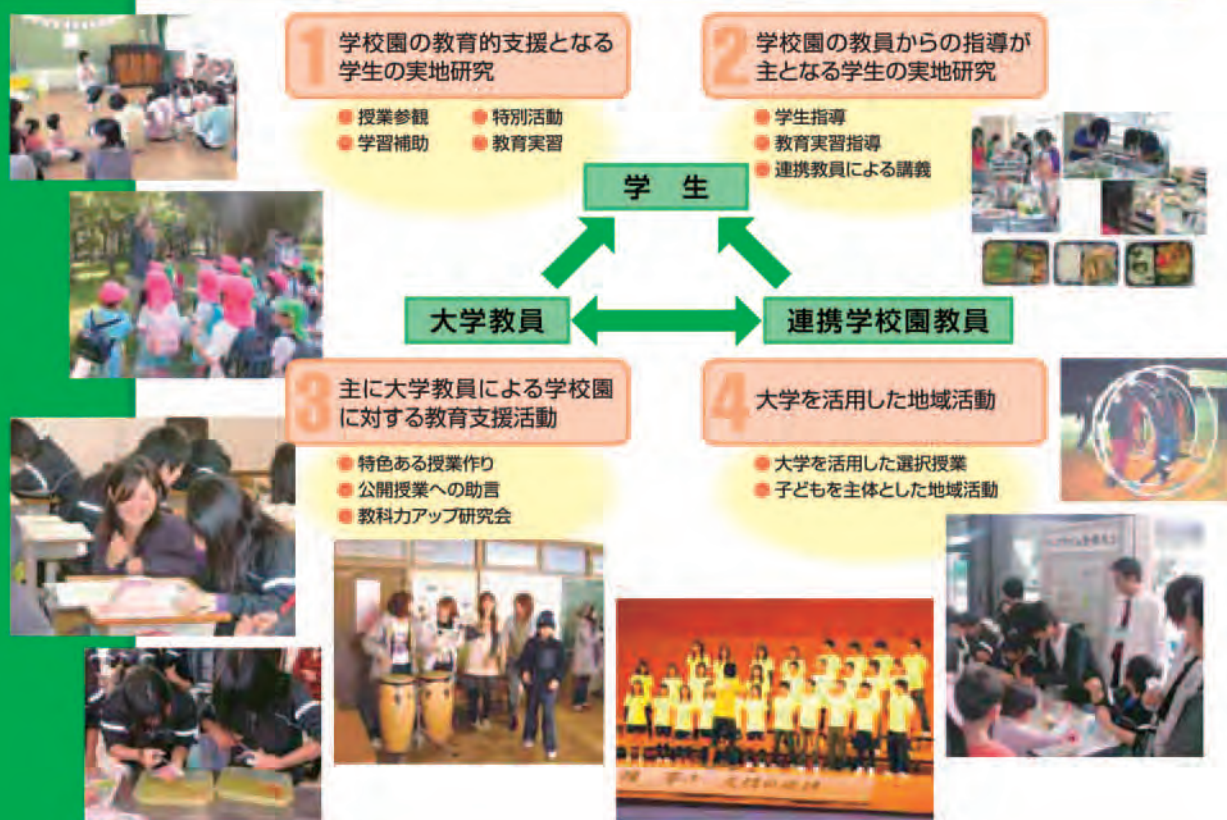 1
学校園の教育的支援となる
学生の実地研究
● 授業参観 ● 特別活動
● 学習補助 ● 教育実習
2
学校園の教員からの指導が
主となる学生の実地研究
● 学生指導
● 教育実習指導
● 連携教員による講義
学 生
大学教員
連携学校園教員
3
主に大学教員による学校園
に対する教育支援活動
● 特色ある授業作り
● 公開授業への助言
● 教科力アップ研究会
4
大学を活用した地域活動
● 大学を活用した選択授業
● 子どもを主体とした地域活動